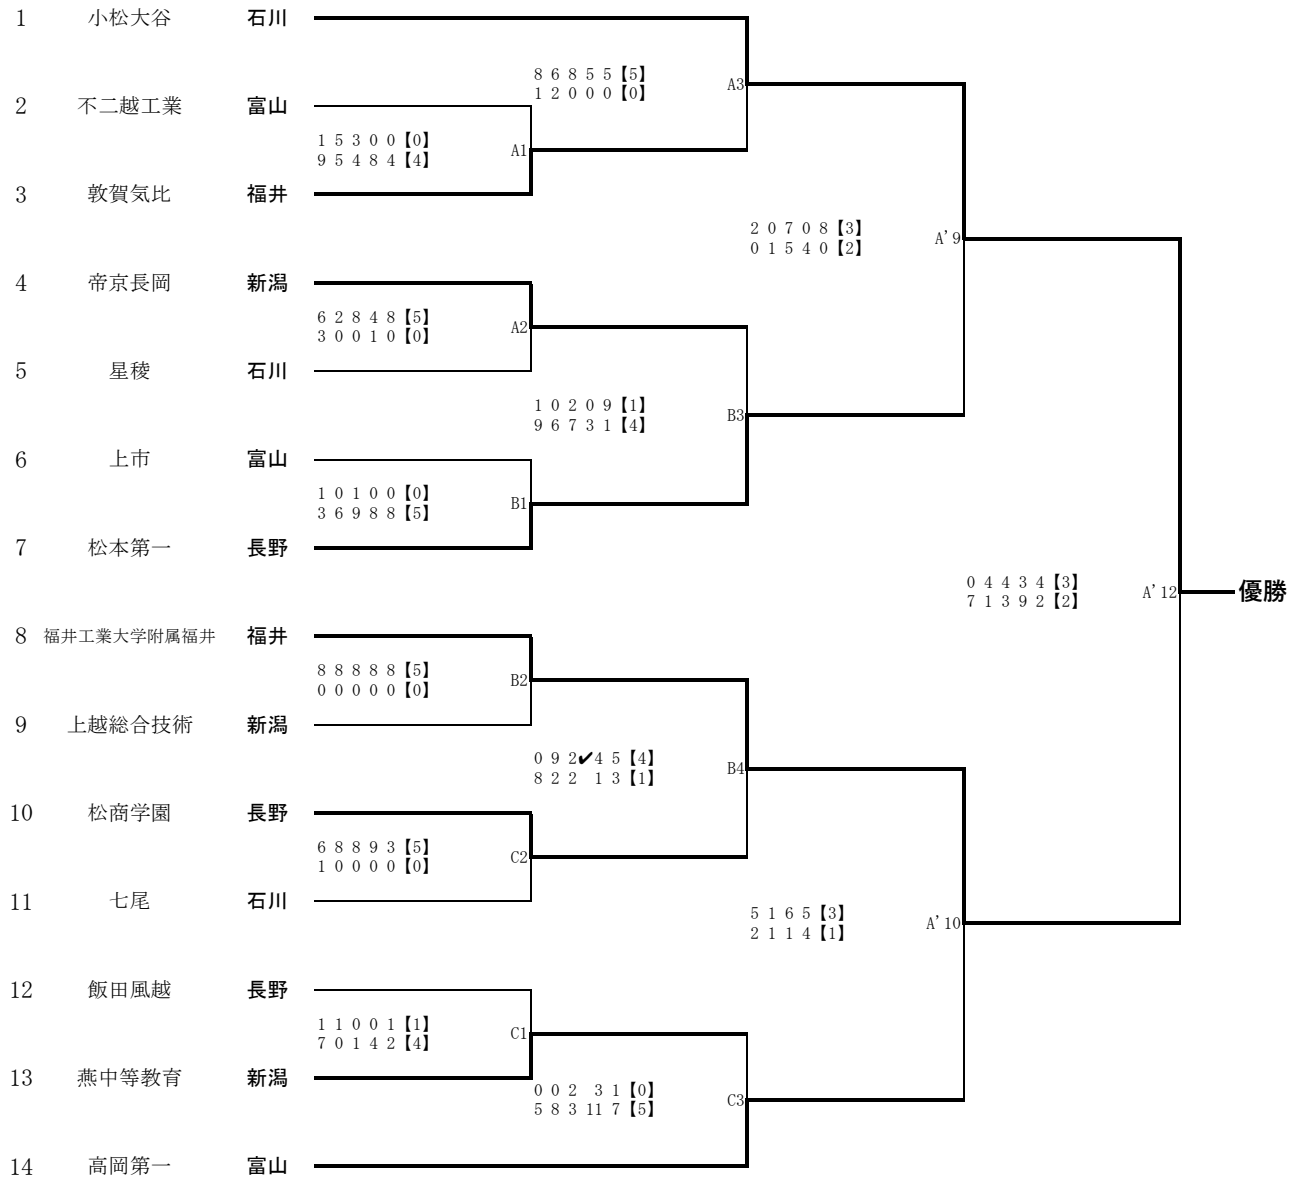 1 小松大谷 石川
8 6 8 5 5【5】
1 2 0 0 0【0】
A3
2 不二越工業 富山
1 5 3 0 0【0】
9 5 4 8 4【4】
A1
3 敦賀気比 福井
2 0 7 0 8【3】
0 1 5 4 0【2】
A'9
4 帝京長岡 新潟
6 2 8 4 8【5】
3 0 0 1 0【0】
A2
5 星稜 石川
1 0 2 0 9【1】
9 6 7 3 1【4】
B3
6 上市 富山
1 0 1 0 0【0】
3 6 9 8 8【5】
B1
7 松本第一 長野
0 4 4 3 4【3】
7 1 3 9 2【2】
A'12
優勝
8 福井工業大学附属福井 福井
8 8 8 8 8【5】
0 0 0 0 0【0】
B2
9 上越総合技術 新潟
0 9 2✔4 5【4】
8 2 2 1 3【1】
B4
10 松商学園 長野
6 8 8 9 3【5】
1 0 0 0 0【0】
C2
11 七尾 石川
5 1 6 5【3】
2 1 1 4【1】
A'10
12 飯田風越 長野
1 1 0 0 1【1】
7 0 1 4 2【4】
C1
13 燕中等教育 新潟
0 0 2 3 1【0】
5 8 3 11 7【5】
C3
14 高岡第一 富山